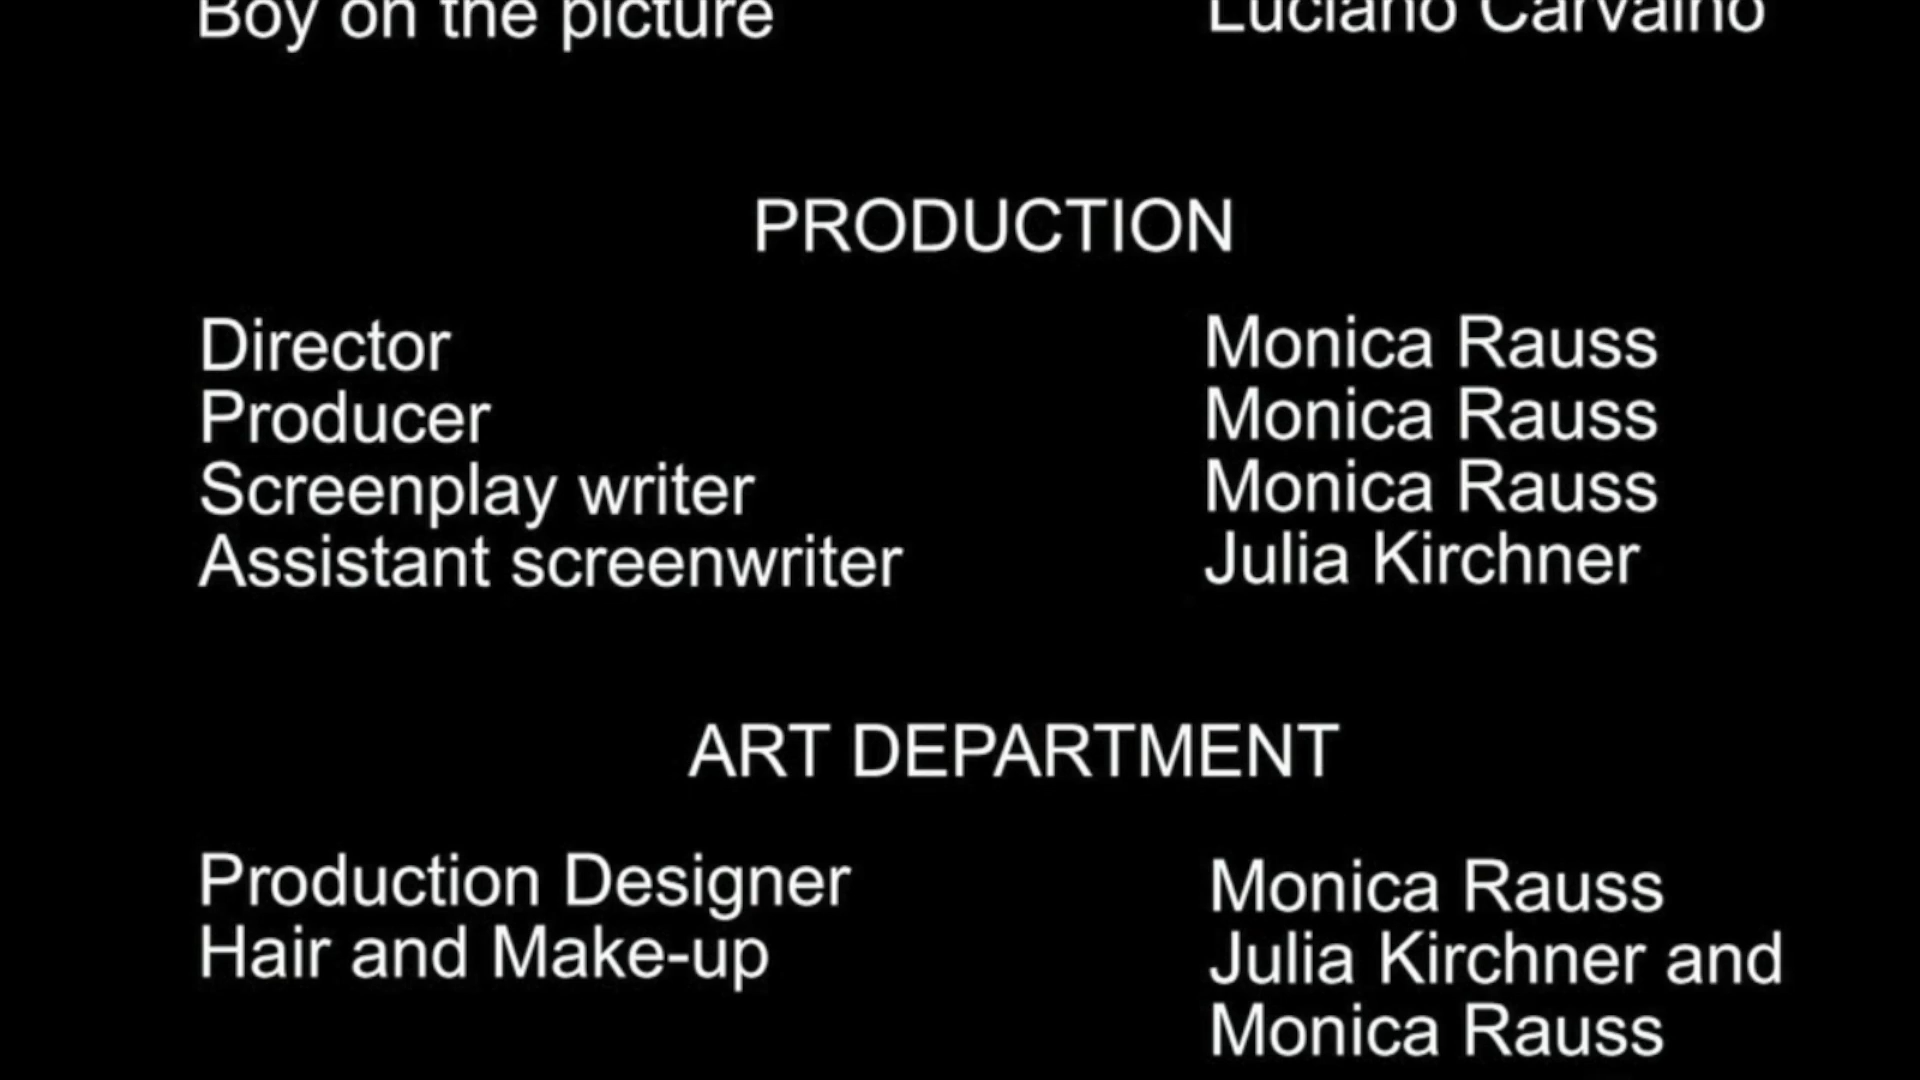 Boy on the picture Luciano Carvalho
PRODUCTION
Director Monica Rauss
Producer Monica Rauss
Screenplay writer Monica Rauss
Assistant screenwriter Julia Kirchner
ART DEPARTMENT
Production Designer Monica Rauss
Hair and Make-up Julia Kirchner and
Monica Rauss